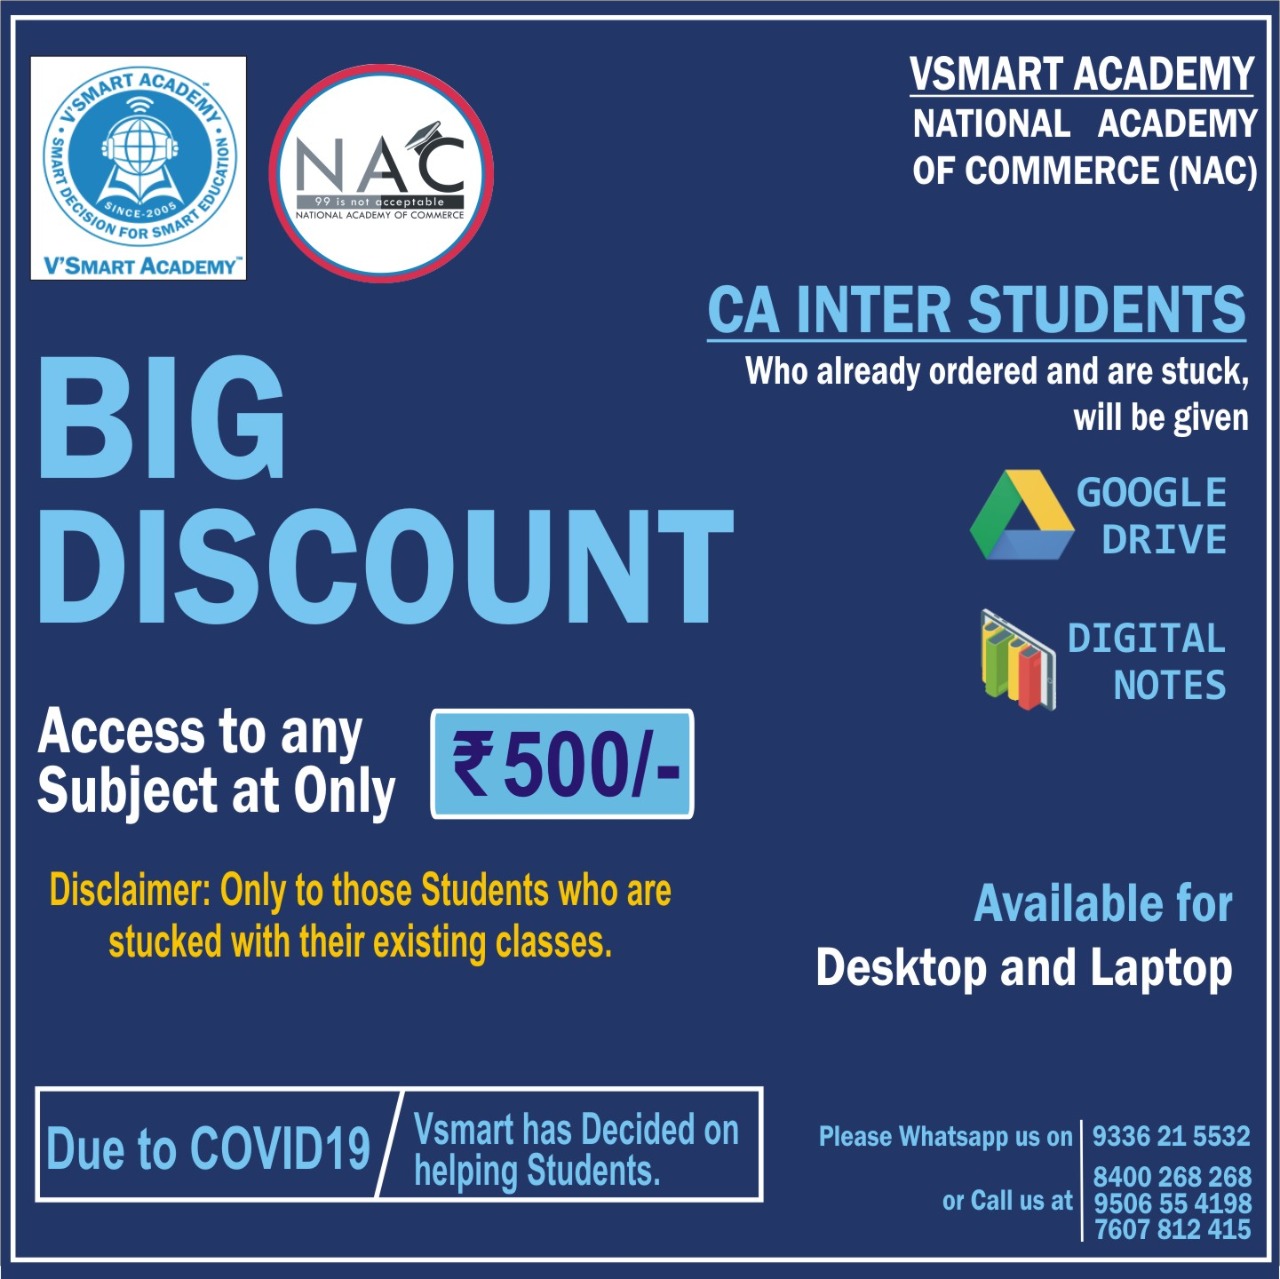 V'SMART ACADEMY
SMART DECISION FOR SMART EDUCATION
SINCE-2005
V'SMART ACADEMY™
NAC
99 is not acceptable
NATIONAL ACADEMY OF COMMERCE
VSMART ACADEMY
NATIONAL ACADEMY
OF COMMERCE (NAC)
CA INTER STUDENTS
Who already ordered and are stuck,
will be given
GOOGLE
DRIVE
DIGITAL
NOTES
BIG
DISCOUNT
Access to any
Subject at Only
₹500/-
Disclaimer: Only to those Students who are
stucked with their existing classes.
Available for
Desktop and Laptop
Due to COVID19
Vsmart has Decided on
helping Students.
Please Whatsapp us on 9336 21 5532
or Call us at
8400 268 268
9506 55 4198
7607 812 415